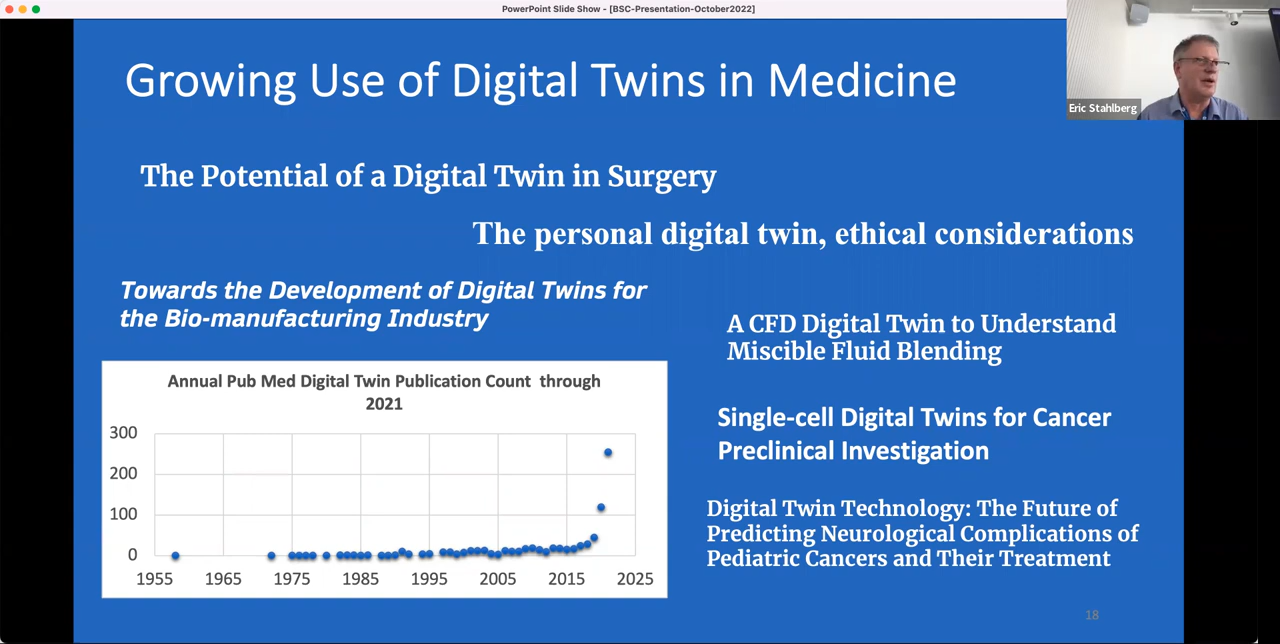 PowerPoint Slide Show - [BSC-Presentation-October2022]
Growing Use of Digital Twins in Medicine
Eric Stahlberg
The Potential of a Digital Twin in Surgery
The personal digital twin, ethical considerations
Towards the Development of Digital Twins for
the Bio-manufacturing Industry
A CFD Digital Twin to Understand
Miscible Fluid Blending
Annual Pub Med Digital Twin Publication Count through
2021
300
200
100
0
1955 1965 1975 1985 1995 2005 2015 2025
Single-cell Digital Twins for Cancer
Preclinical Investigation
Digital Twin Technology: The Future of
Predicting Neurological Complications of
Pediatric Cancers and Their Treatment
18